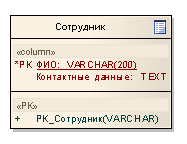 Сотрудник
«column»
*PK ФИО: VARCHAR(200)
Контактные данные: TEXT
«PK»
+ PK_Сотрудник(VARCHAR)